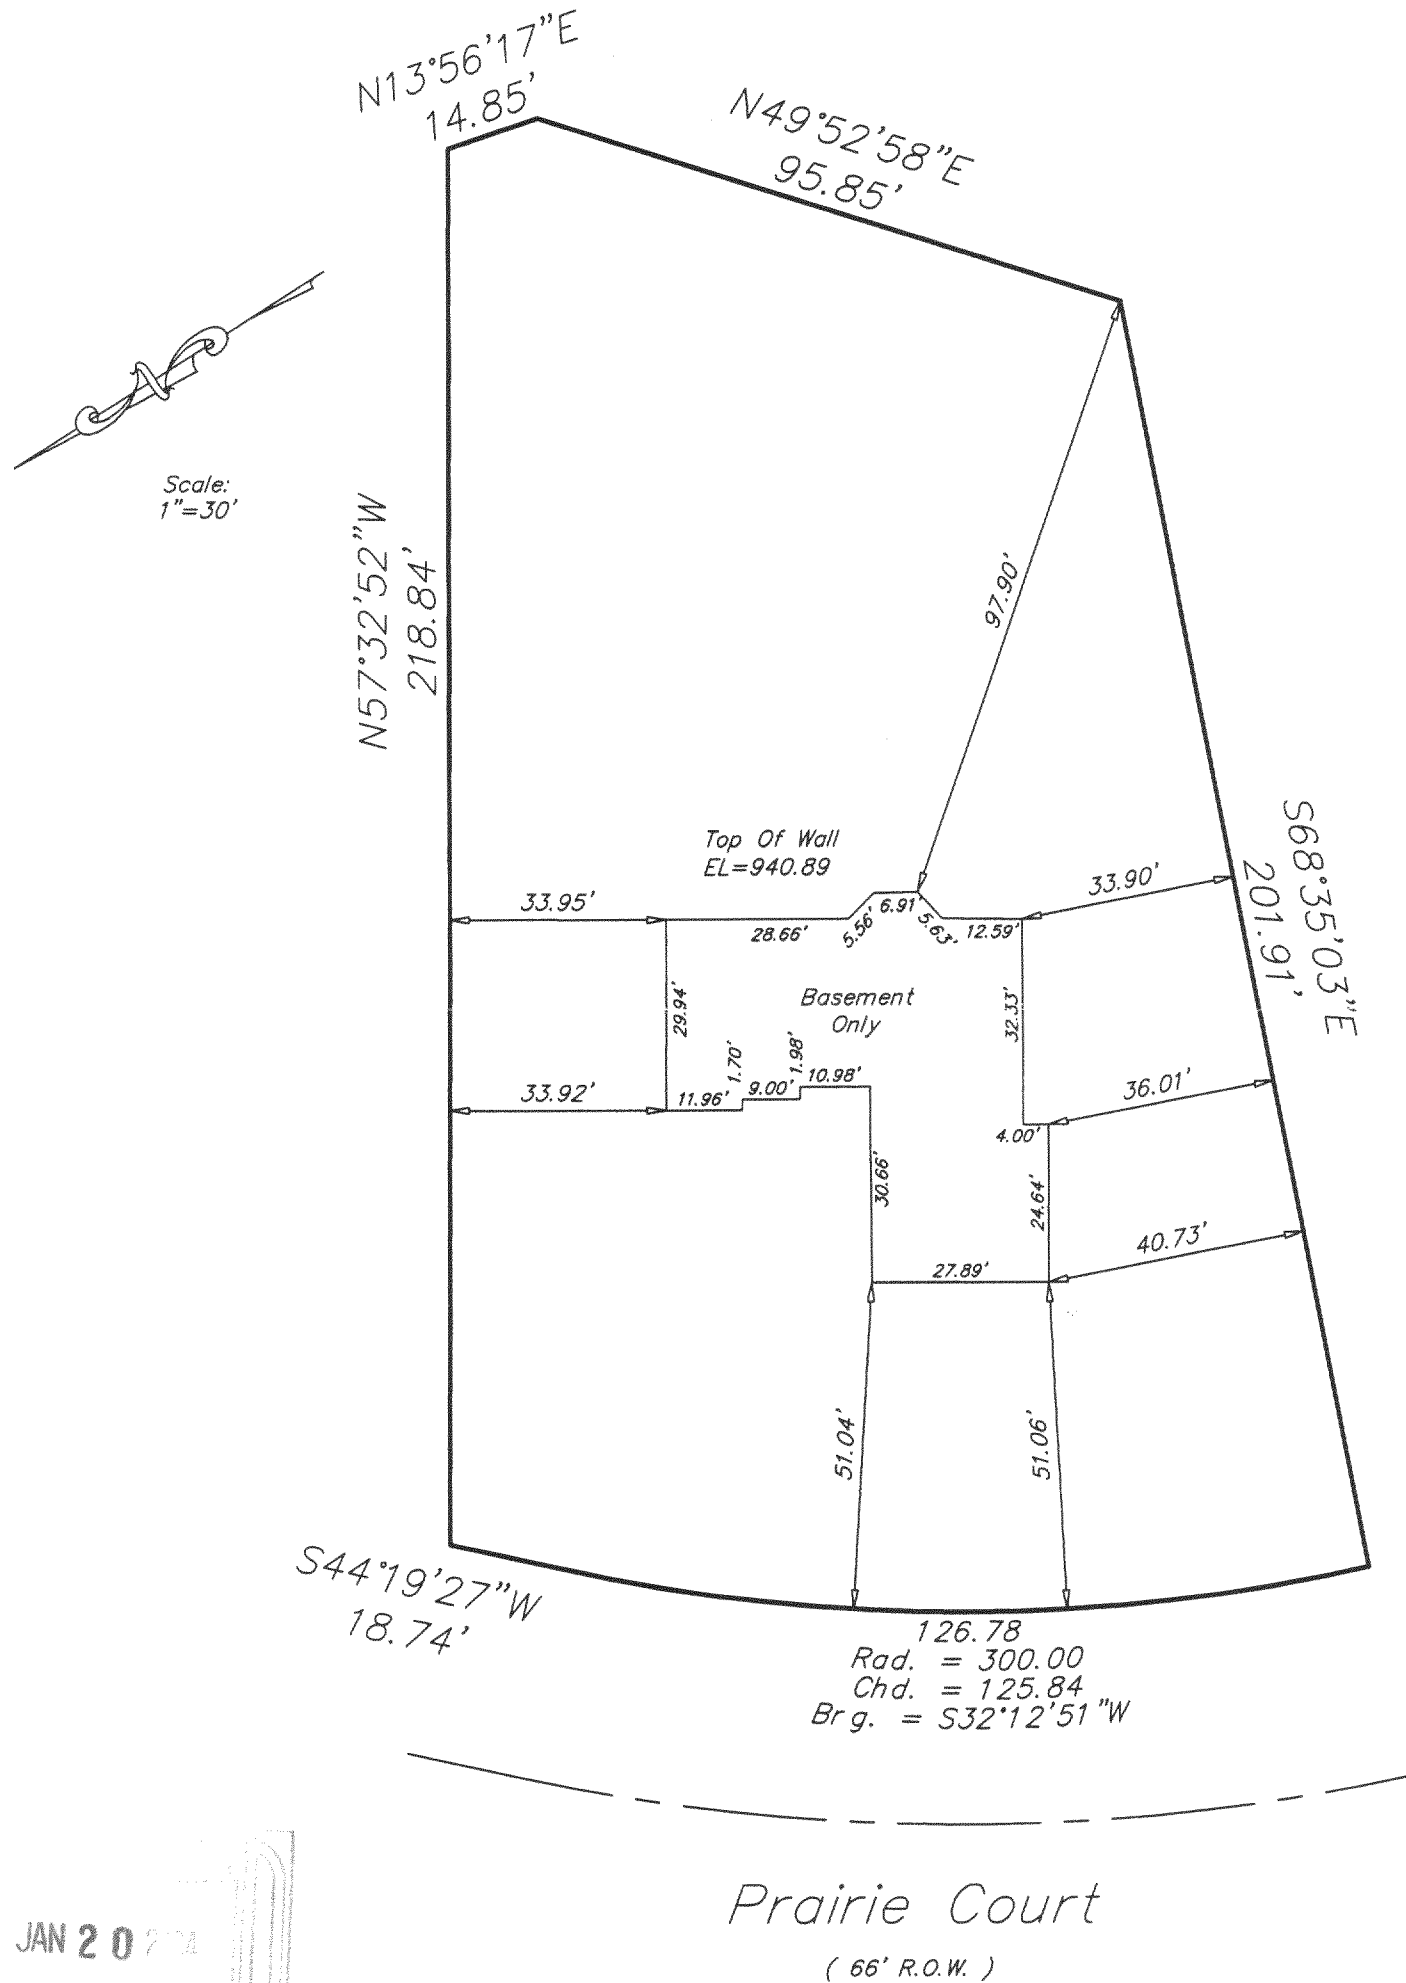 N13°56'17"E
14.85'
N49°52'58"E
95.85'
Scale:
1"=30'
N57°32'52"W
218.84'
97.90'
Top Of Wall
EL=940.89
33.95'
28.66'
5.56'
6.91'
5.63'
12.59'
33.90'
S68°35'03"E
201.91'
29.94'
Basement
Only
32.33'
33.92'
11.96'
1.70'
9.00'
1.98'
10.98'
36.01'
4.00'
30.66'
24.64'
27.89'
40.73'
51.04'
51.06'
S44°19'27"W
18.74'
126.78
Rad. = 300.00
Chd. = 125.84
Brg. = S32°12'51"W
Prairie Court
( 66' R.O.W. )
JAN 20